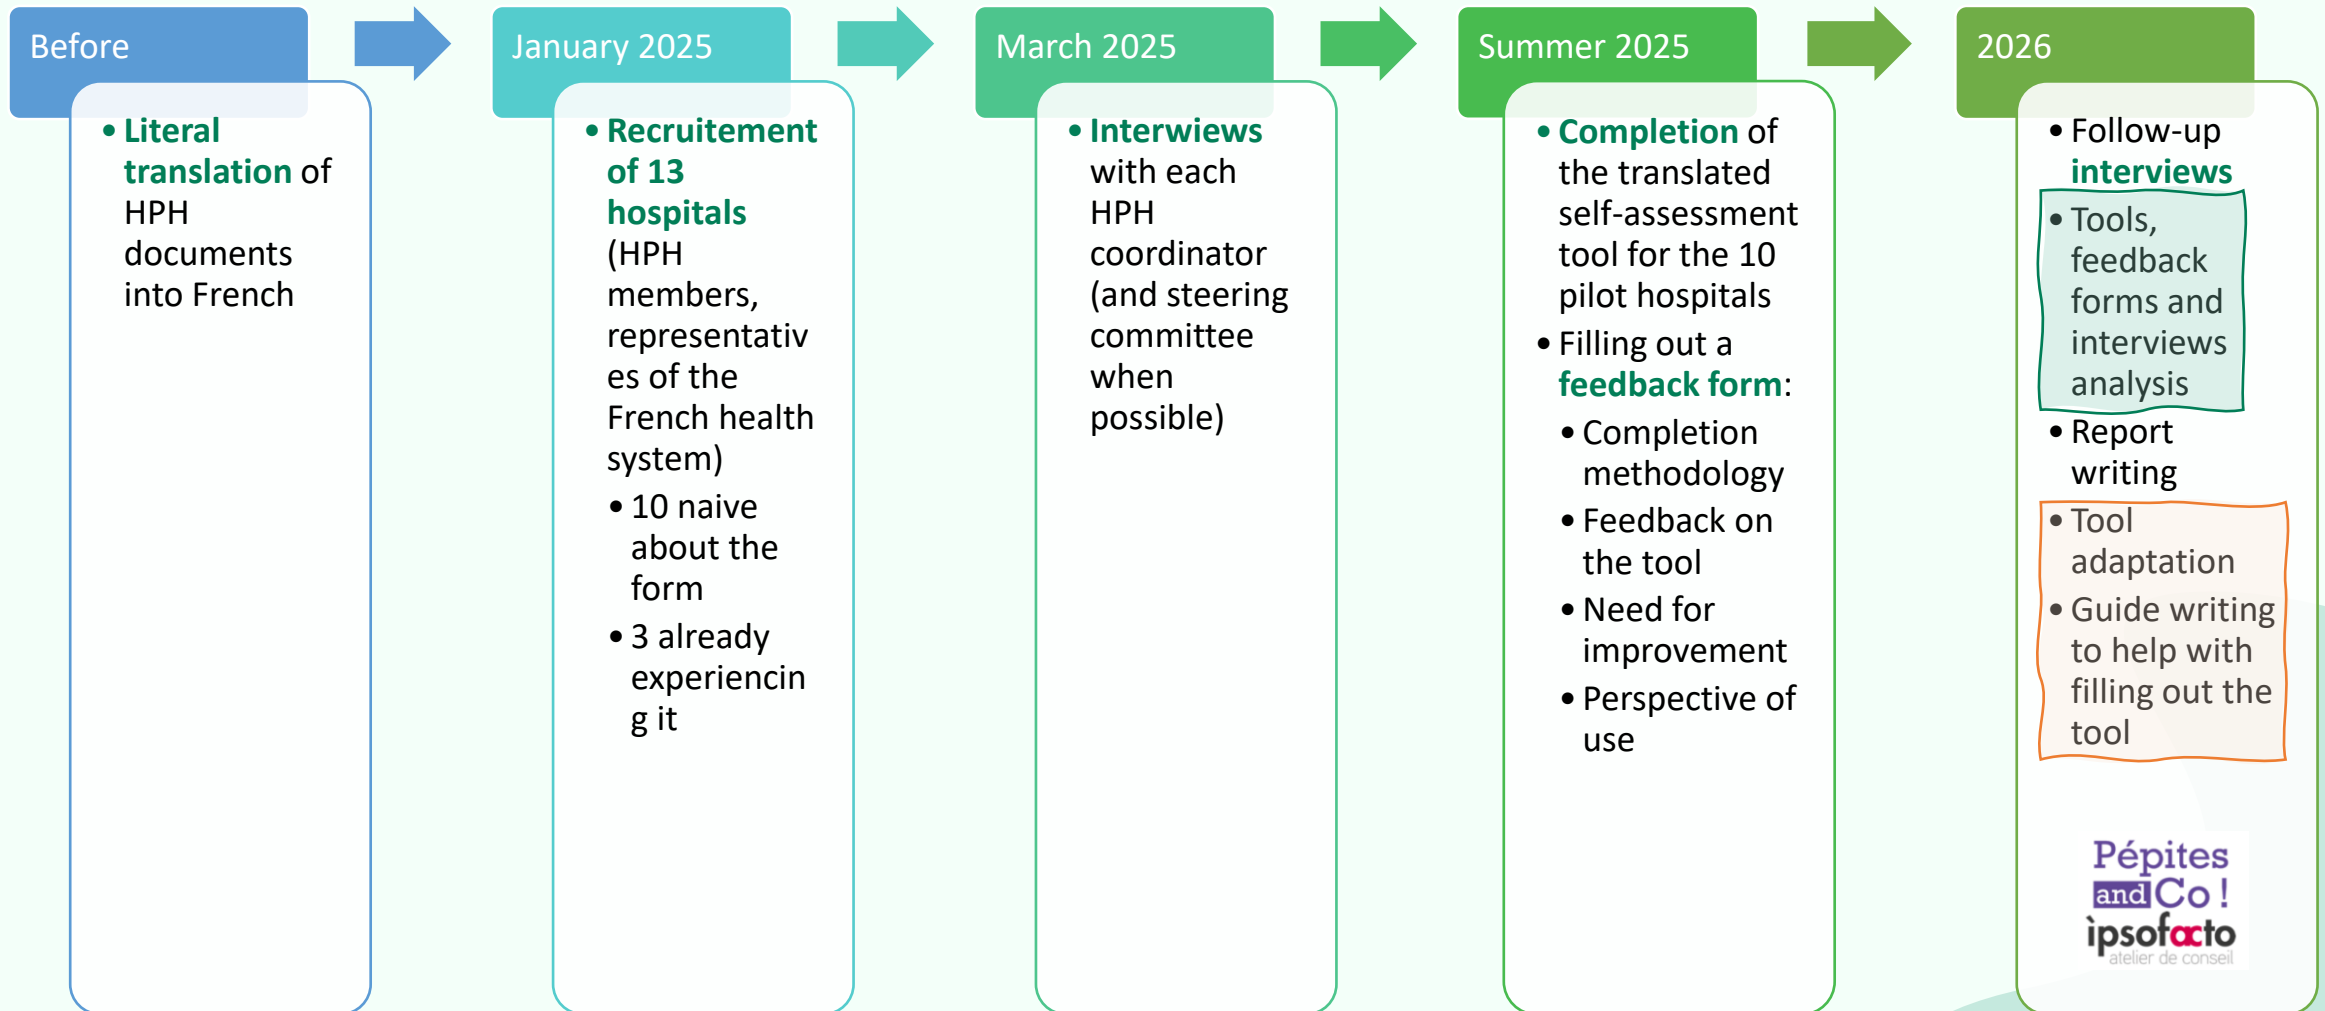 Before
• Literal
translation of
HPH
documents
into French
January 2025
• Recruitement
of 13
hospitals
(HPH
members,
representativ
es of the
French health
system)
• 10 naive
about the
form
• 3 already
experiencin
g it
March 2025
• Interwiews
with each
HPH
coordinator
(and steering
committee
when
possible)
Summer 2025
• Completion of
the translated
self-assessment
tool for the 10
pilot hospitals
• Filling out a
feedback form:
• Completion
methodology
• Feedback on
the tool
• Need for
improvement
• Perspective of
use
2026
• Follow-up
interviews
• Tools,
feedback
forms and
interviews
analysis
• Report
writing
• Tool
adaptation
• Guide writing
to help with
filling out the
tool
Pépites
and Co !
ìpsofacto
atelier de conseil